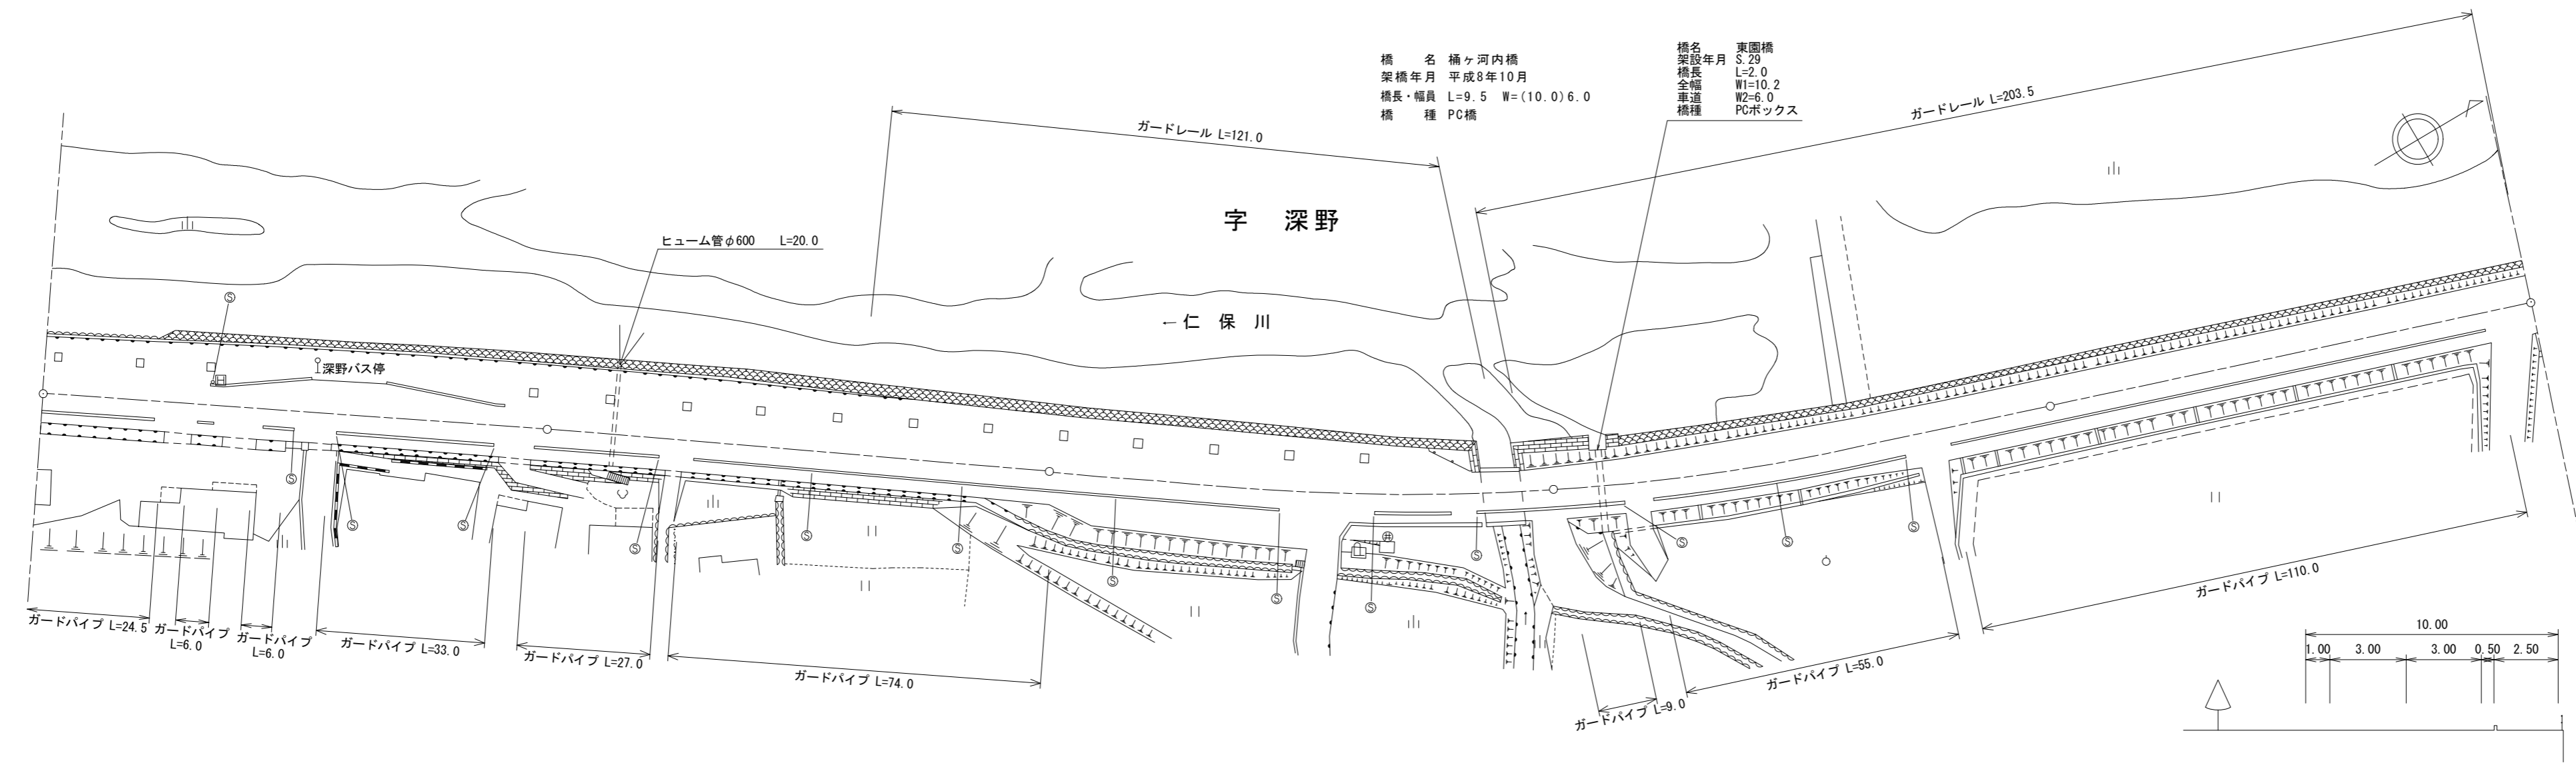 橋　　名　桶ヶ河内橋
架橋年月　平成8年10月
橋長・幅員　L=9.5　W=(10.0)6.0
橋　　種　PC橋
橋名　東園橋
架設年月　S.29
橋長　L=2.0
全幅　W1=10.2
車道　W2=6.0
橋種　PCボックス
ガードレール L=121.0
ガードレール L=203.5
字　深野
ヒューム管φ600　L=20.0
←仁　保　川
深野バス停
Ⓢ
Ⓢ
Ⓢ
Ⓢ
Ⓢ
Ⓢ
Ⓢ
Ⓢ
Ⓢ
Ⓢ
Ⓢ
Ⓢ
Ⓢ
Ⓢ
ガードパイプ L=24.5
ガードパイプ
L=6.0
ガードパイプ
L=6.0
ガードパイプ L=33.0
ガードパイプ L=27.0
ガードパイプ L=74.0
ガードパイプ L=9.0
ガードパイプ L=55.0
ガードパイプ L=110.0
10.00
1.00　3.00　3.00　0.50　2.50